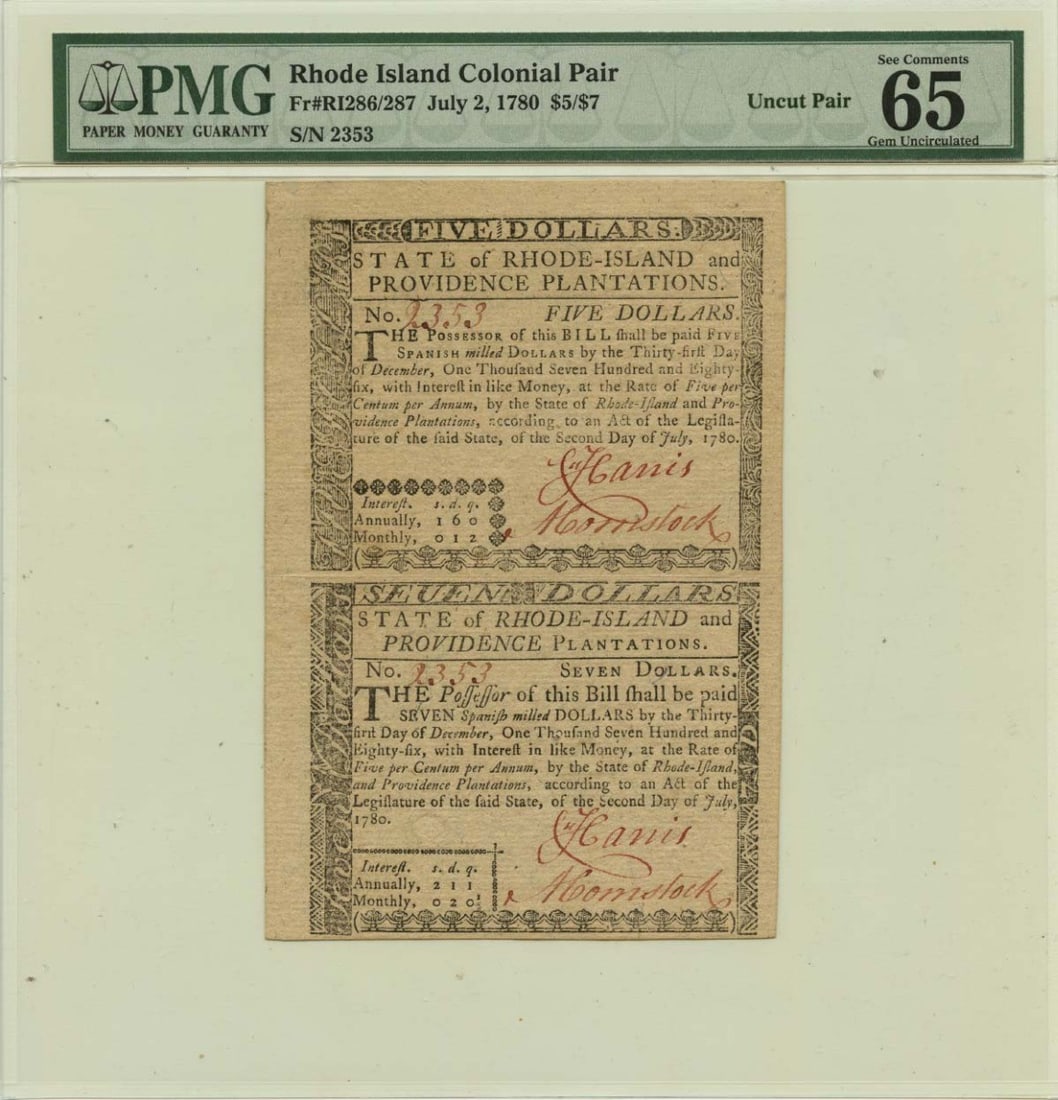 PMG
PAPER MONEY GUARANTY
Rhode Island Colonial Pair
Fr#RI286/287 July 2, 1780 $5/$7
S/N 2353
Uncut Pair
See Comments
65
Gem Uncirculated
FIVE DOLLARS.
STATE of RHODE-ISLAND and
PROVIDENCE PLANTATIONS.
No. 2353 FIVE DOLLARS.
THE POSSESSOR of this BILL ſhall be paid FIVE
SPANISH milled DOLLARS by the Thirty-firſt Day
of December, One Thouſand Seven Hundred and Eighty-
ſix, with Intereſt in like Money, at the Rate of Five per
Centum per Annum, by the State of Rhode-Iſland and Pro-
vidence Plantations, according to an Act of the Legiſla-
ture of the ſaid State, of the Second Day of July, 1780.
Intereſt. s. d. q.
Annually, 1 6 0
Monthly, 0 1 2
SEVEN DOLLARS
STATE of RHODE-ISLAND and
PROVIDENCE PLANTATIONS.
No. 2353 SEVEN DOLLARS.
THE Poſſeſſor of this Bill ſhall be paid
SEVEN Spaniſh milled DOLLARS by the Thirty-
firſt Day of December, One Thouſand Seven Hundred and
Eighty-ſix, with Intereſt in like Money, at the Rate of
Five per Centum per Annum, by the State of Rhode-Iſland,
and Providence Plantations, according to an Act of the
Legiſlature of the ſaid State, of the Second Day of July,
1780.
Intereſt. s. d. q.
Annually, 2 1 1
Monthly, 0 2 0